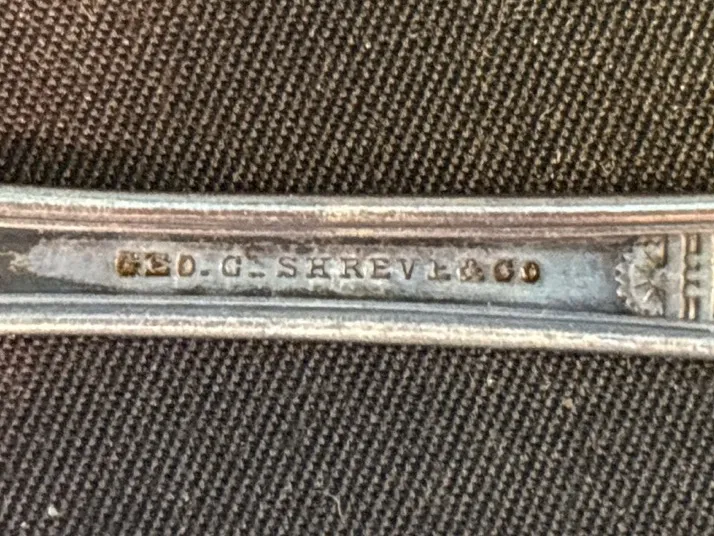 GEO. C. SHREVE & CO